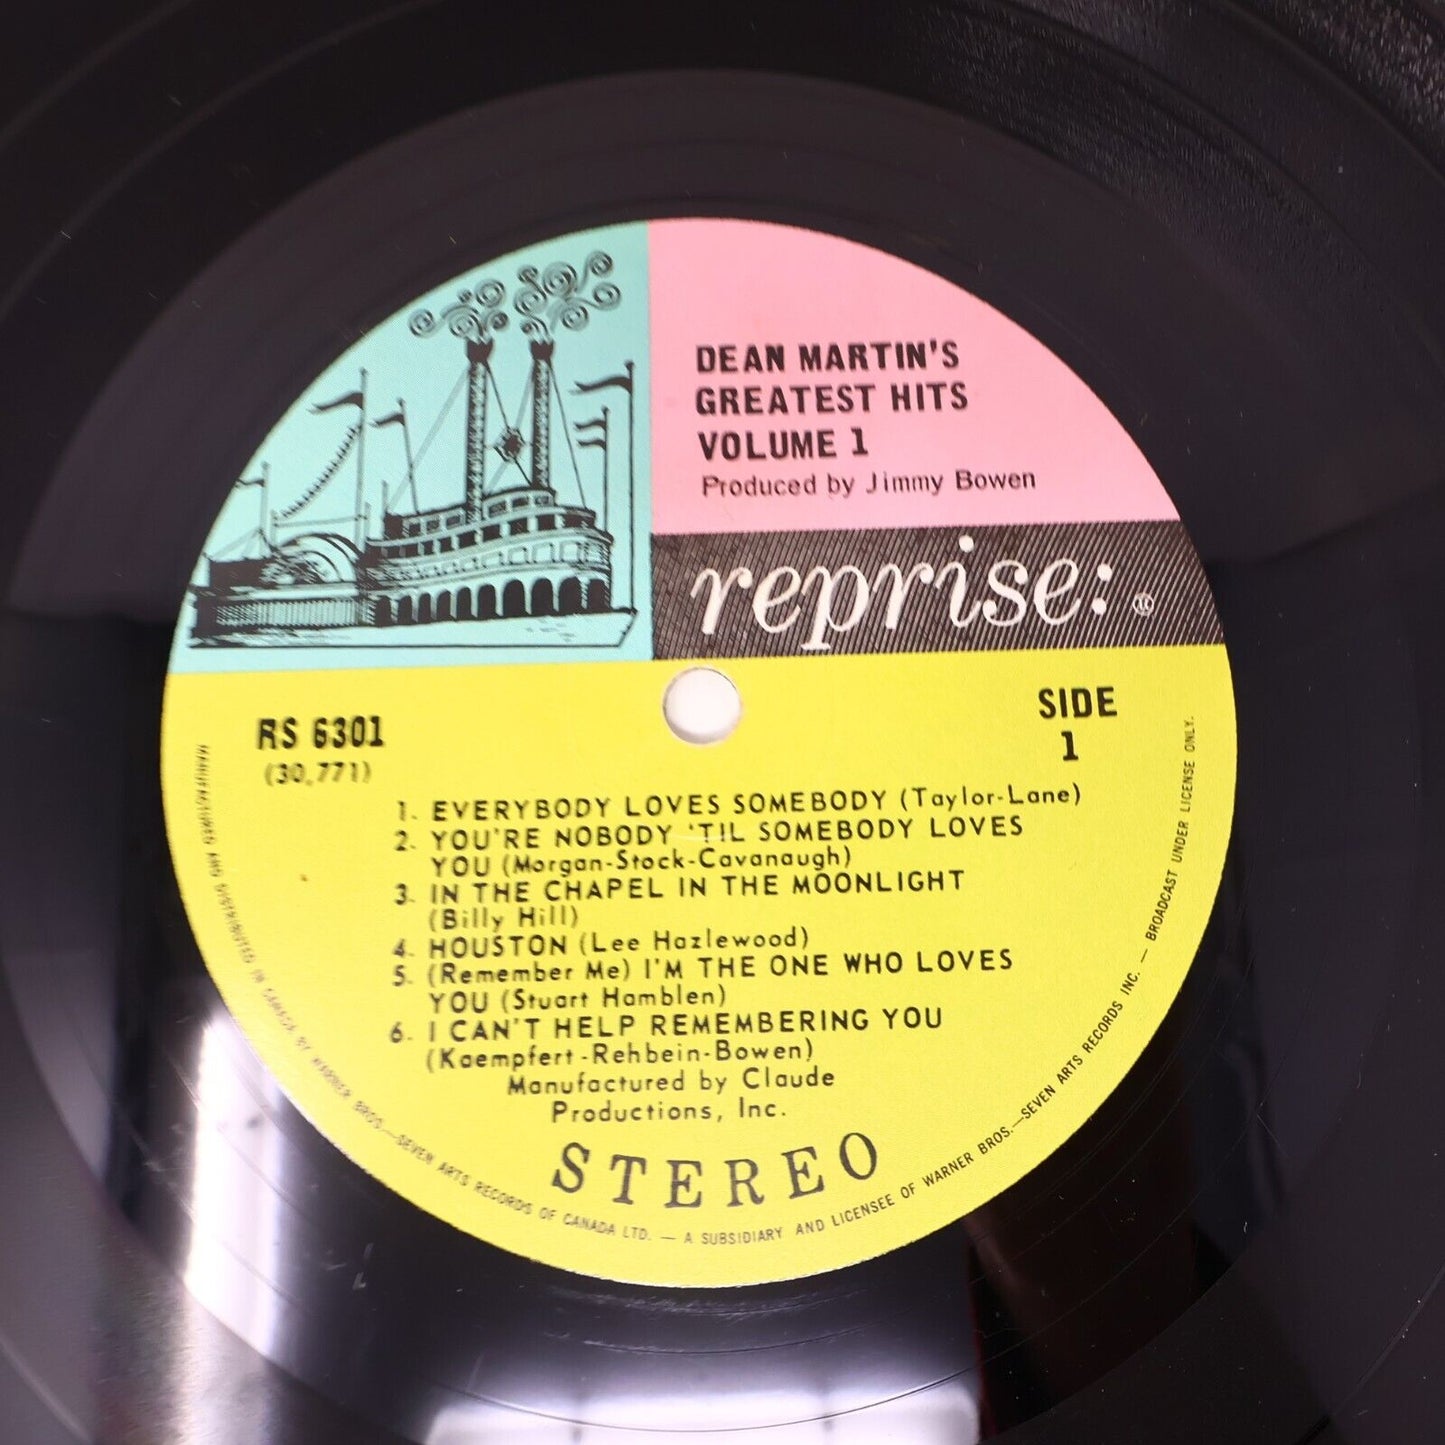 DEAN MARTIN'S
GREATEST HITS
VOLUME 1
Produced by Jimmy Bowen
reprise: ®
RS 6301
(30,771)
SIDE
1
1. EVERYBODY LOVES SOMEBODY (Taylor-Lane)
2. YOU'RE NOBODY 'TIL SOMEBODY LOVES
YOU (Morgan-Stock-Cavanaugh)
3. IN THE CHAPEL IN THE MOONLIGHT
(Billy Hill)
4. HOUSTON (Lee Hazlewood)
5. (Remember Me) I'M THE ONE WHO LOVES
YOU (Stuart Hamblen)
6. I CAN'T HELP REMEMBERING YOU
(Kaempfert-Rehbein-Bowen)
Manufactured by Claude
Productions, Inc.
STEREO
MANUFACTURED AND DISTRIBUTED IN CANADA BY WARNER BROS.—SEVEN ARTS RECORDS OF CANADA LTD. — A SUBSIDIARY AND LICENSEE OF WARNER BROS.—SEVEN ARTS RECORDS INC. — BROADCAST UNDER LICENSE ONLY.